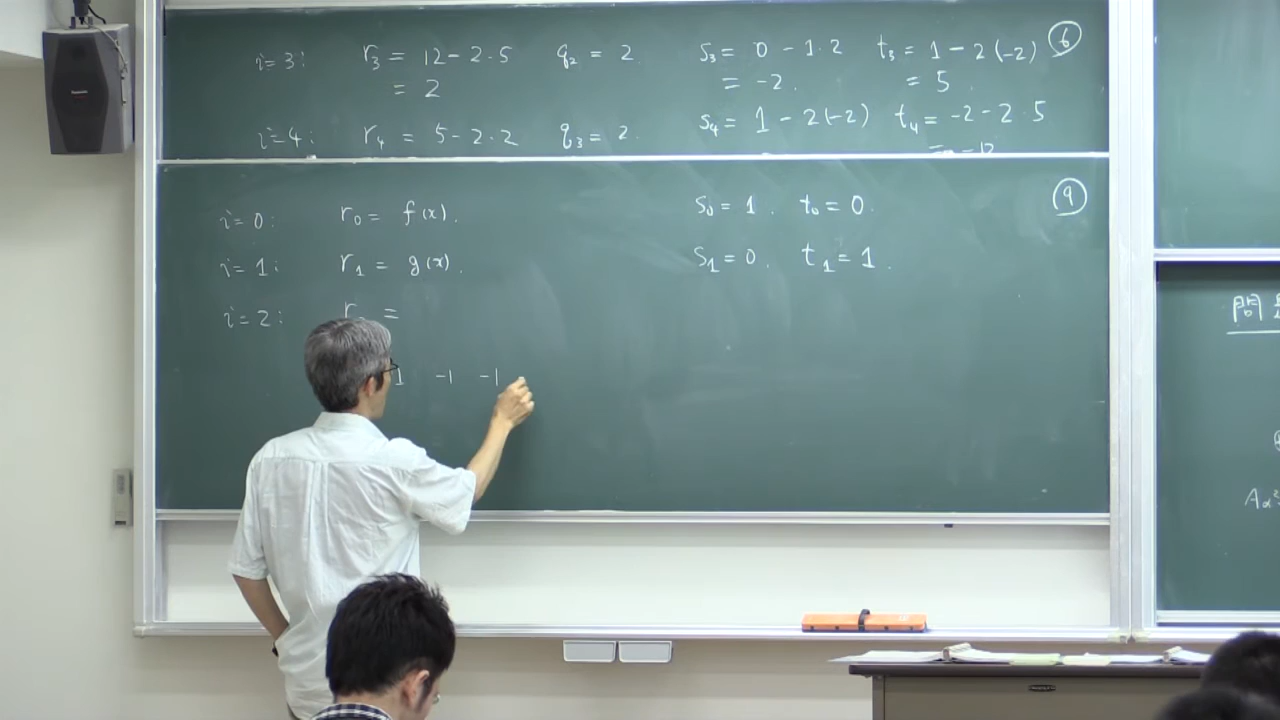 i=3: r₃ = 12 - 2·5 q₂ = 2 s₃ = 0 - 1·2 t₃ = 1 - 2(-2) ⑥
= 2 = -2. = 5.
i=4: r₄ = 5 - 2·2 q₃ = 2. s₄ = 1 - 2(-2) t₄ = -2 - 2·5
= -12
i=0: r₀ = f(x). s₀ = 1. t₀ = 0. ⑨
i=1: r₁ = g(x). s₁ = 0. t₁ = 1.
i=2: =
1 -1 -1
問